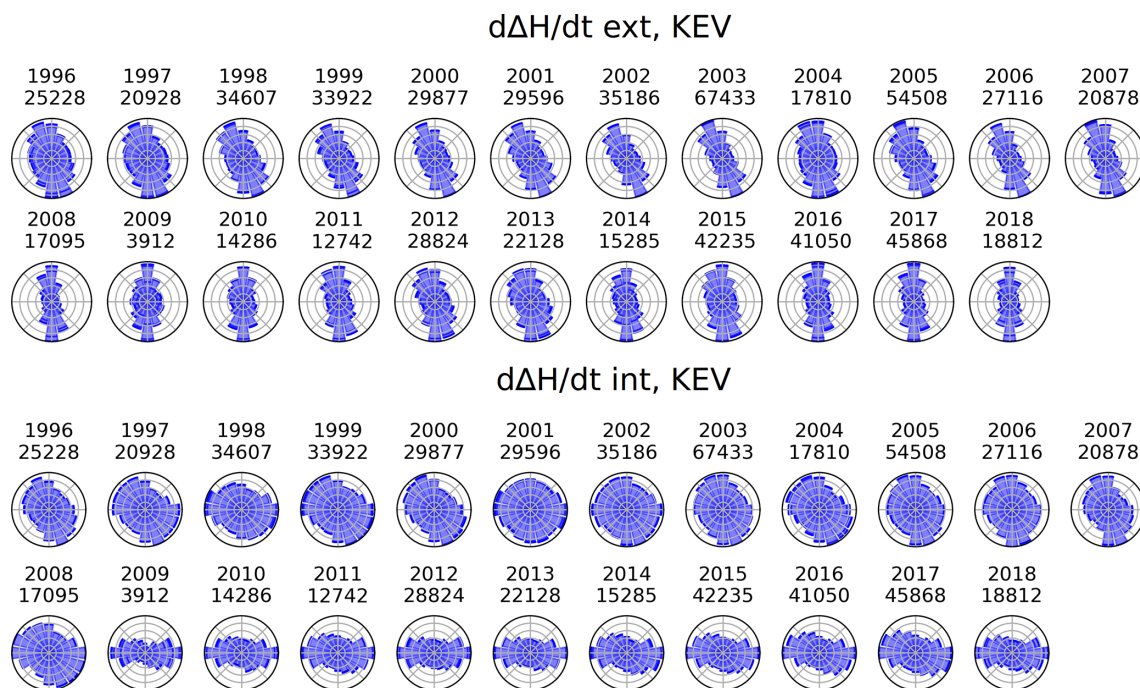 dΔH/dt ext, KEV
1996 1997 1998 1999 2000 2001 2002 2003 2004 2005 2006 2007
25228 20928 34607 33922 29877 29596 35186 67433 17810 54508 27116 20878
2008 2009 2010 2011 2012 2013 2014 2015 2016 2017 2018
17095 3912 14286 12742 28824 22128 15285 42235 41050 45868 18812
dΔH/dt int, KEV
1996 1997 1998 1999 2000 2001 2002 2003 2004 2005 2006 2007
25228 20928 34607 33922 29877 29596 35186 67433 17810 54508 27116 20878
2008 2009 2010 2011 2012 2013 2014 2015 2016 2017 2018
17095 3912 14286 12742 28824 22128 15285 42235 41050 45868 18812